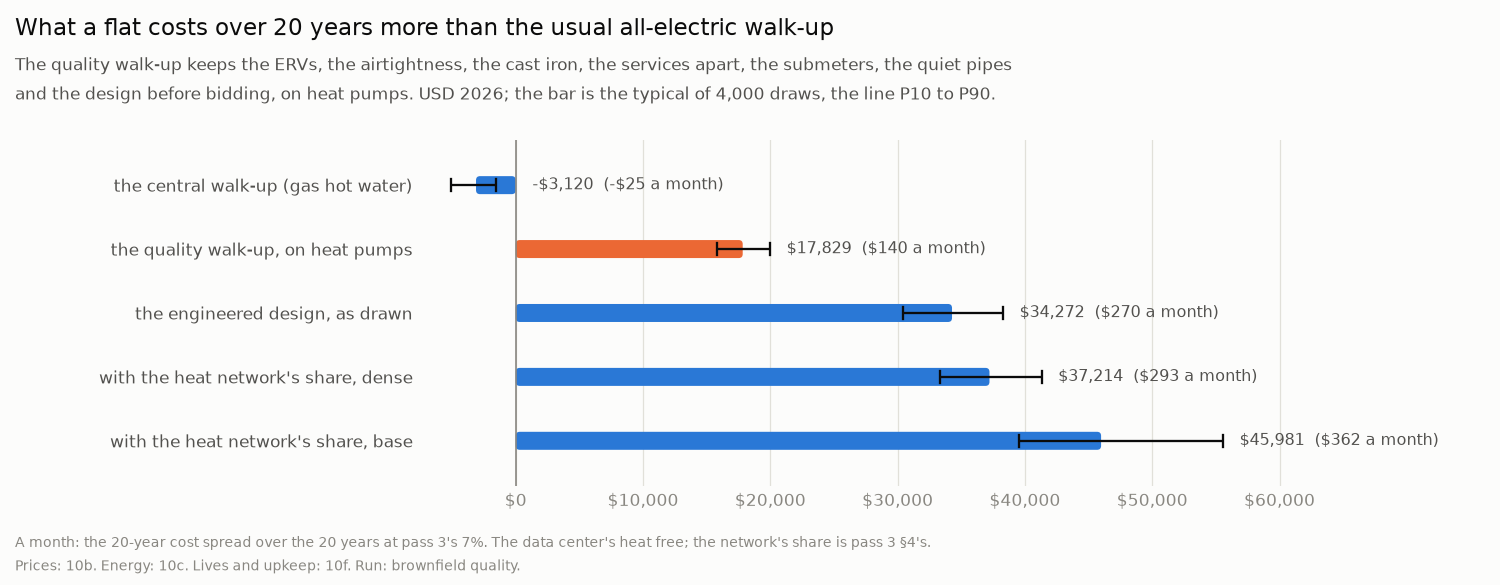 What a flat costs over 20 years more than the usual all-electric walk-up
The quality walk-up keeps the ERVs, the airtightness, the cast iron, the services apart, the submeters, the quiet pipes
and the design before bidding, on heat pumps. USD 2026; the bar is the typical of 4,000 draws, the line P10 to P90.
the central walk-up (gas hot water) -$3,120 (-$25 a month)
the quality walk-up, on heat pumps $17,829 ($140 a month)
the engineered design, as drawn $34,272 ($270 a month)
with the heat network's share, dense $37,214 ($293 a month)
with the heat network's share, base $45,981 ($362 a month)
$0 $10,000 $20,000 $30,000 $40,000 $50,000 $60,000
A month: the 20-year cost spread over the 20 years at pass 3's 7%. The data center's heat free; the network's share is pass 3 §4's.
Prices: 10b. Energy: 10c. Lives and upkeep: 10f. Run: brownfield quality.